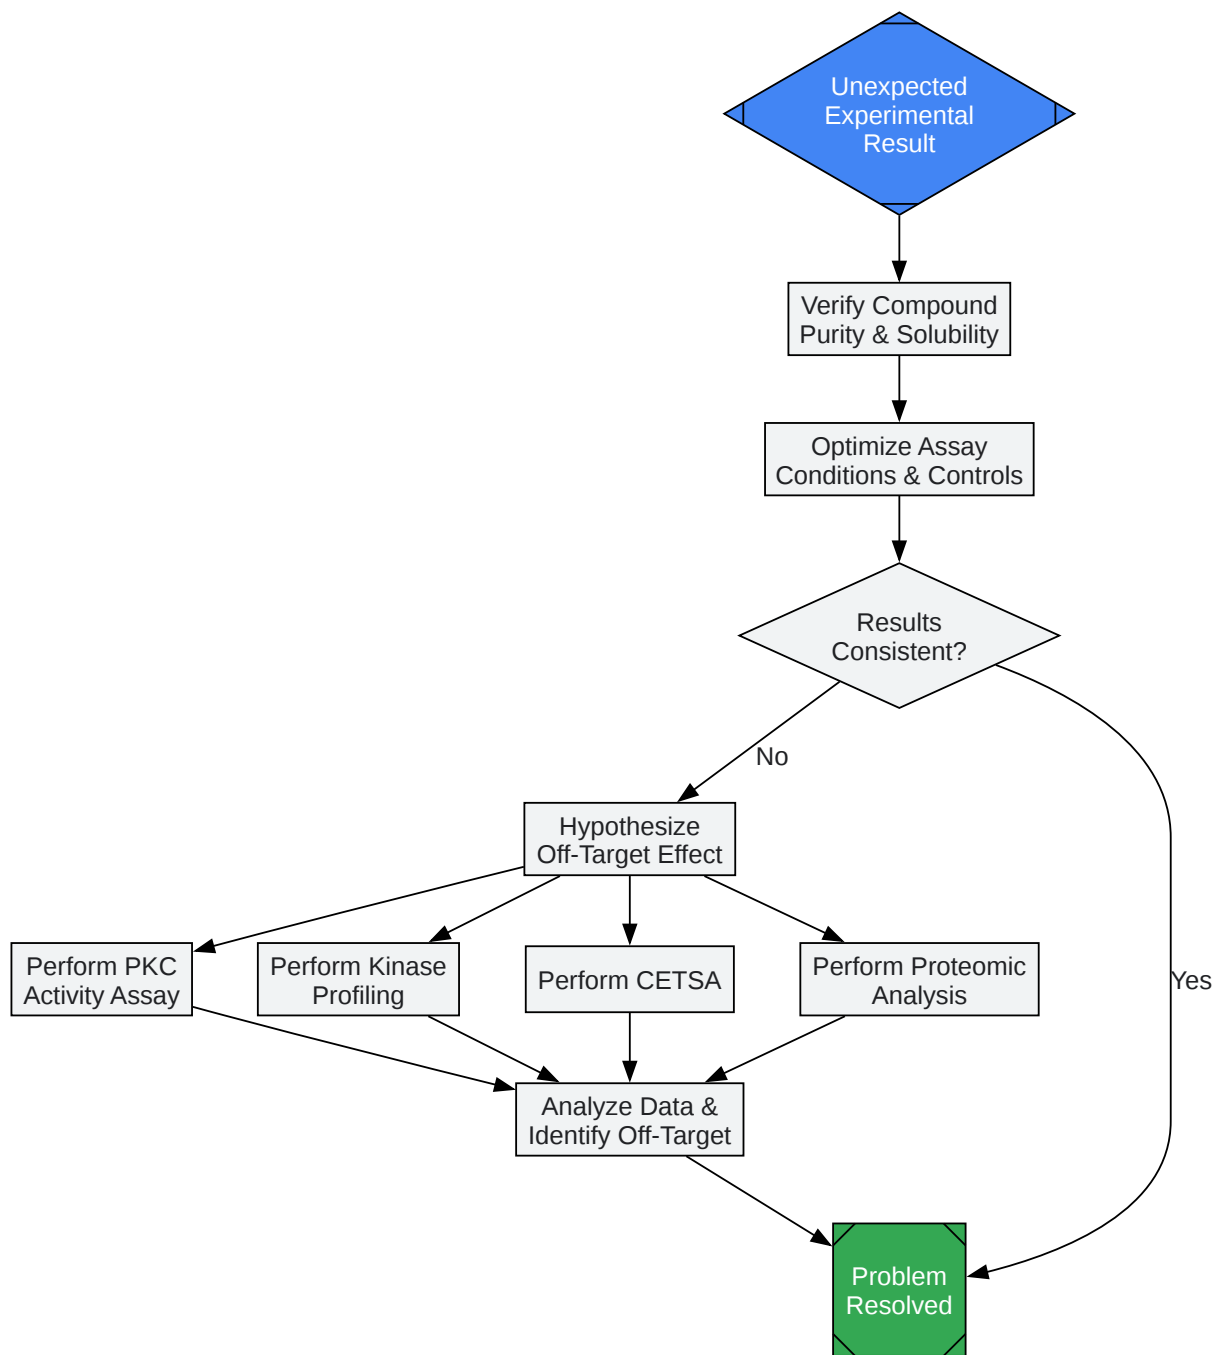 Unexpected
Experimental
Result
Verify Compound
Purity & Solubility
Optimize Assay
Conditions & Controls
Results
Consistent?
No
Hypothesize
Off-Target Effect
Perform PKC
Activity Assay
Perform Kinase
Profiling
Perform CETSA
Perform Proteomic
Analysis
Yes
Analyze Data &
Identify Off-Target
Problem
Resolved